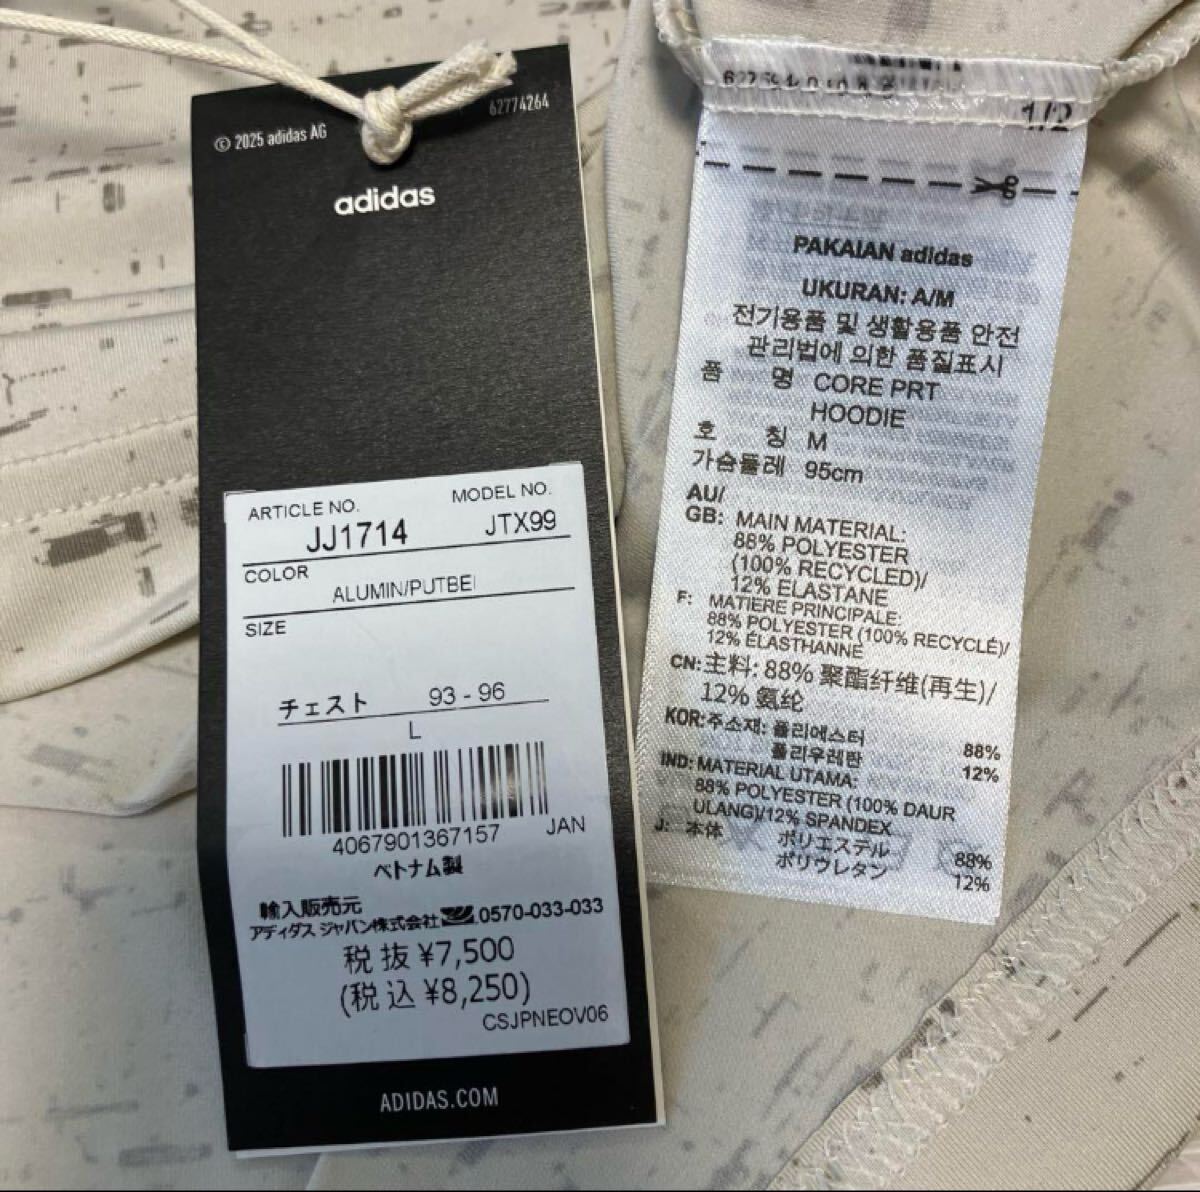 © 2025 adidas AG
62774264
adidas
ARTICLE NO.
MODEL NO.
JJ1714
JTX99
COLOR
ALUMIN/PUTBEI
SIZE
チェスト 93 - 96
L
4067901367157 JAN
ベトナム製
輸入販売元
アディダス ジャパン株式会社 0570-033-033
税 抜 ¥7,500
(税 込 ¥8,250)
CSJPNEOV06
ADIDAS.COM
1/2
PAKAIAN adidas
UKURAN: A/M
전기용품 및 생활용품 안전
관리법에 의한 품질표시
품 명 CORE PRT
HOODIE
호 칭 M
가슴둘레 95cm
AU/
GB: MAIN MATERIAL:
88% POLYESTER
(100% RECYCLED)/
12% ELASTANE
F: MATIERE PRINCIPALE:
88% POLYESTER (100% RECYCLÉ)/
12% ÉLASTHANNE
CN: 主料: 88% 聚酯纤维(再生)/
12% 氨纶
KOR: 주소재: 폴리에스터 88%
폴리우레탄 12%
IND: MATERIAL UTAMA:
88% POLYESTER (100% DAUR
ULANG)/12% SPANDEX
J: 本体 ポリエステル 88%
ポリウレタン 12%